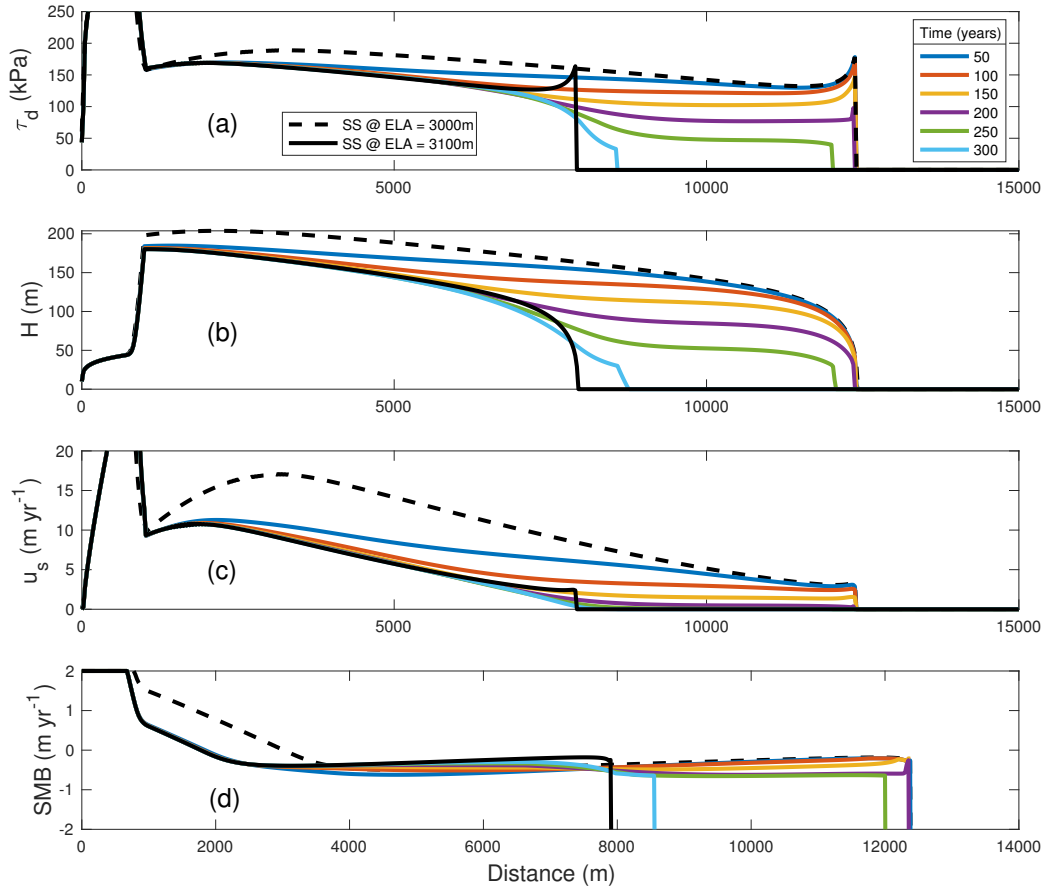 250
200
150
100
50
0
τd (kPa)
(a)
SS @ ELA = 3000m
SS @ ELA = 3100m
Time (years)
50
100
150
200
250
300
0 5000 10000 15000
200
150
100
50
0
H (m)
(b)
0 5000 10000 15000
20
15
10
5
0
us (m yr-1)
(c)
0 5000 10000 15000
2
1
0
-1
-2
SMB (m yr-1)
(d)
0 2000 4000 6000 8000 10000 12000 14000
Distance (m)